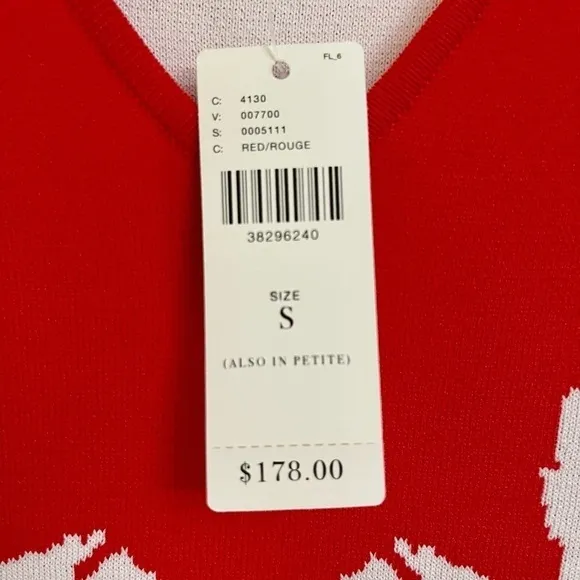 FL_6
C: 4130
V: 007700
S: 0005111
C: RED/ROUGE
38296240
SIZE
S
(ALSO IN PETITE)
$178.00